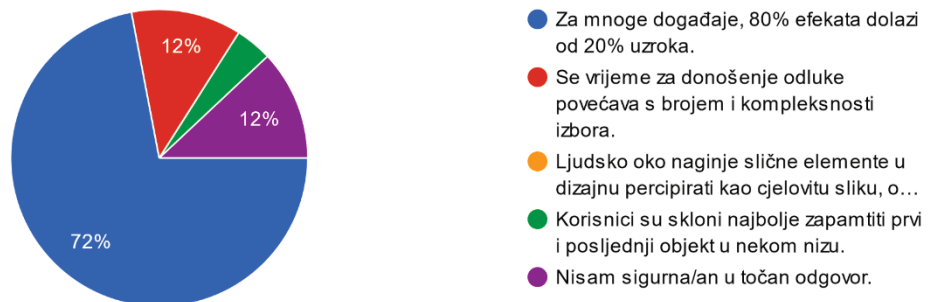 12%
12%
72%
Za mnoge događaje, 80% efekata dolazi
od 20% uzroka.
Se vrijeme za donošenje odluke
povećava s brojem i kompleksnosti
izbora.
Ljudsko oko naginje slične elemente u
dizajnu percipirati kao cjelovitu sliku, o…
Korisnici su skloni najbolje zapamtiti prvi
i posljednji objekt u nekom nizu.
Nisam sigurna/an u točan odgovor.